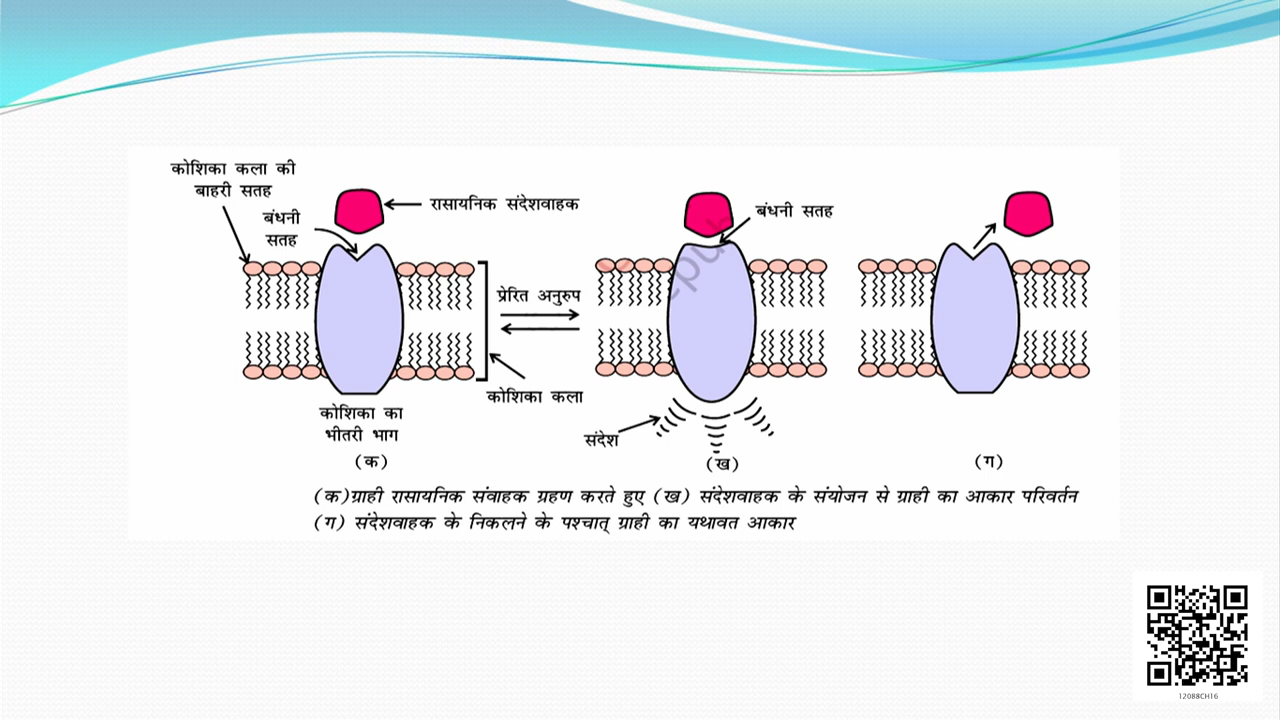 कोशिका कला की
बाहरी सतह
बंधनी
सतह
रासायनिक संदेशवाहक
बंधनी सतह
प्रेरित अनुरुप
कोशिका कला
कोशिका का
भीतरी भाग
संदेश
(क)
(ख)
(ग)
(क)ग्राही रासायनिक संवाहक ग्रहण करते हुए (ख) संदेशवाहक के संयोजन से ग्राही का आकार परिवर्तन
(ग) संदेशवाहक के निकलने के पश्चात् ग्राही का यथावत आकार
12088CH16